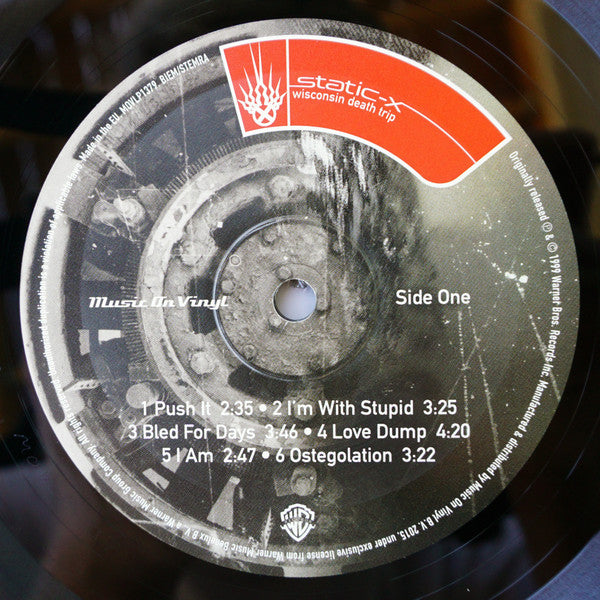 static-x
wisconsin death trip
Music On Vinyl
Side One
1 Push It 2:35 • 2 I'm With Stupid 3:25
3 Bled For Days 3:46 • 4 Love Dump 4:20
5 I Am 2:47 • 6 Ostegolation 3:22
Originally released ℗ & © 1999 Warner Bros. Records Inc. Manufactured & distributed by Music On Vinyl B.V. 2015. under exclusive license from Warner Music Benelux B.V. a Warner Music Group Company. All rights
Made in the EU. MOVLP1379. BIEM/STEMRA